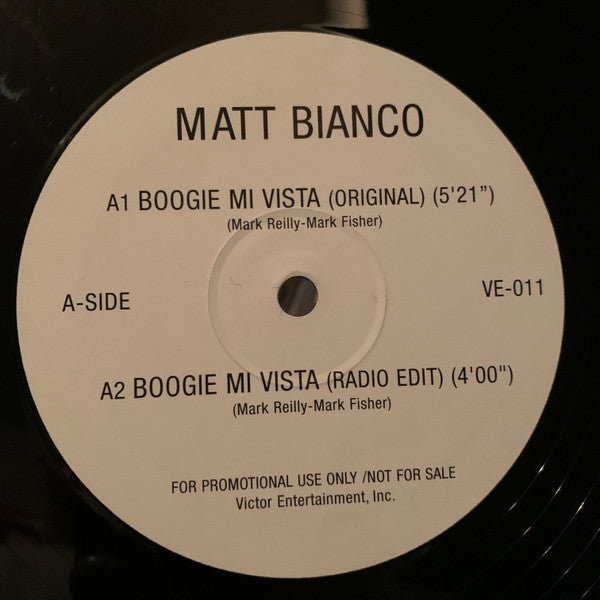 MATT BIANCO
A1 BOOGIE MI VISTA (ORIGINAL) (5'21")
(Mark Reilly-Mark Fisher)
A-SIDE
VE-011
A2 BOOGIE MI VISTA (RADIO EDIT) (4'00")
(Mark Reilly-Mark Fisher)
FOR PROMOTIONAL USE ONLY /NOT FOR SALE
Victor Entertainment, Inc.